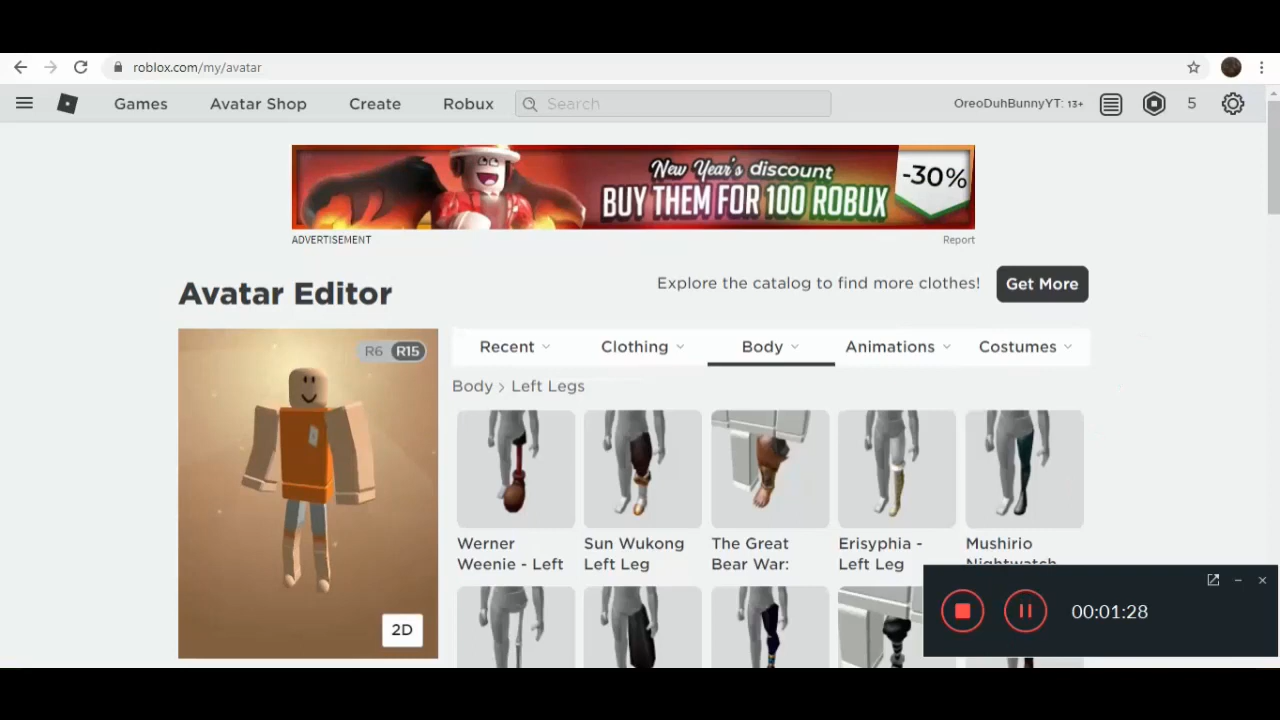 roblox.com/my/avatar
Games Avatar Shop Create Robux Search OreoDuhBunnyYT: 13+ 5
New Year's discount
BUY THEM FOR 100 ROBUX
-30%
ADVERTISEMENT Report
Avatar Editor
Explore the catalog to find more clothes! Get More
R6 R15
Recent Clothing Body Animations Costumes
Body > Left Legs
Werner Weenie - Left
Sun Wukong Left Leg
The Great Bear War:
Erisyphia - Left Leg
Mushirio Nightwatch
2D
00:01:28